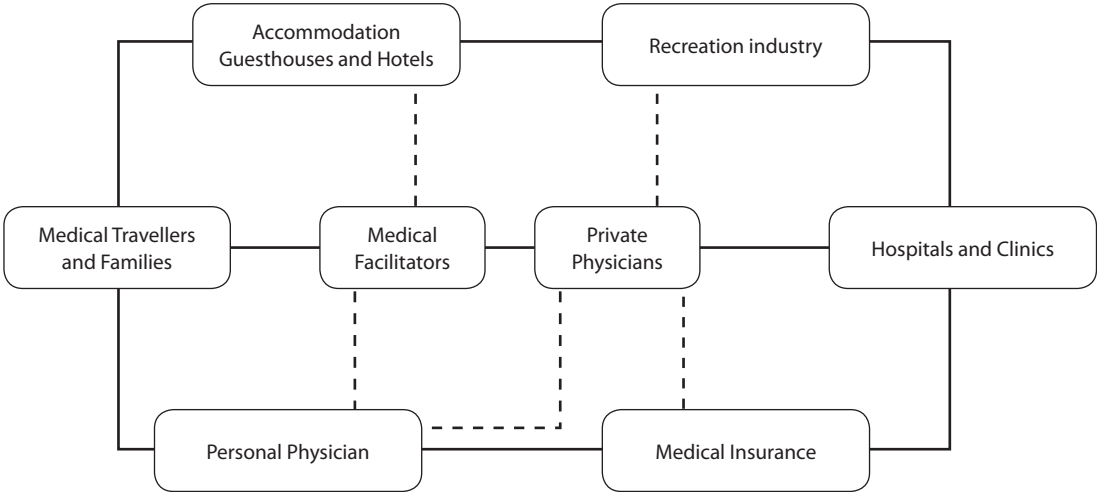 Accommodation
Guesthouses and Hotels
Recreation industry
Medical Travellers
and Families
Medical
Facilitators
Private
Physicians
Hospitals and Clinics
Personal Physician
Medical Insurance